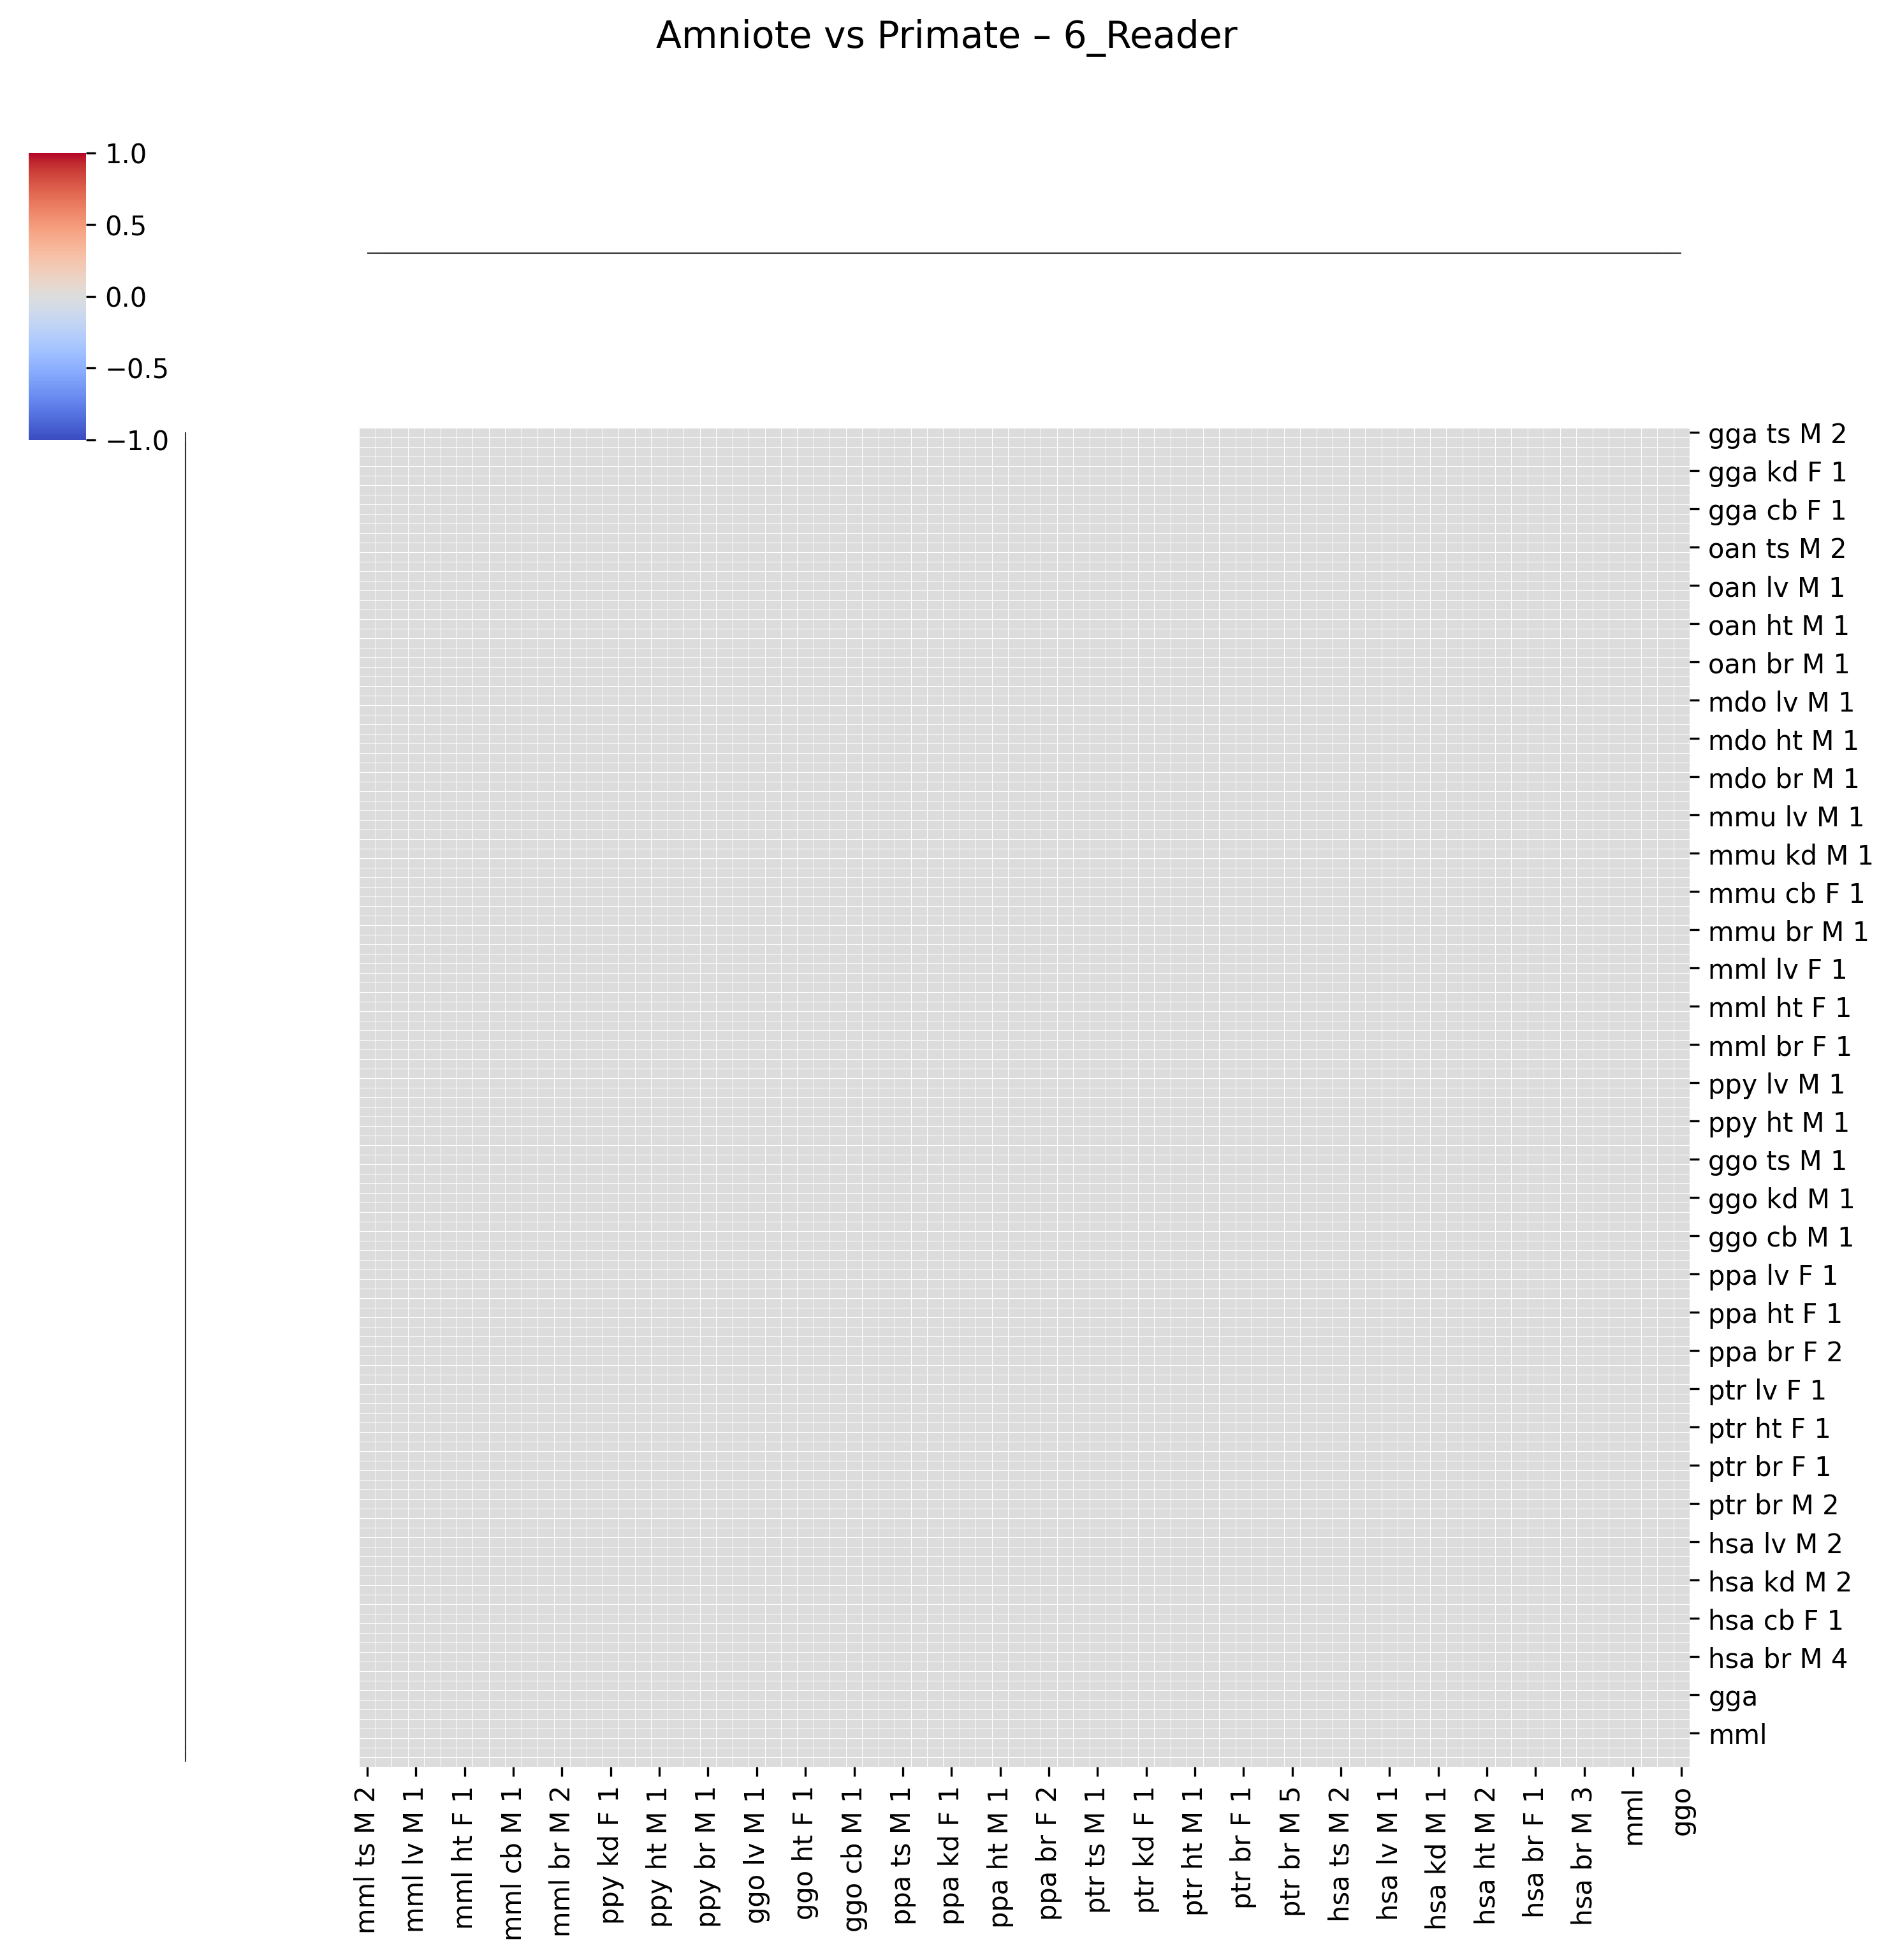 Amniote vs Primate – 6_Reader
1.0
0.5
0.0
−0.5
−1.0
gga ts M 2
gga kd F 1
gga cb F 1
oan ts M 2
oan lv M 1
oan ht M 1
oan br M 1
mdo lv M 1
mdo ht M 1
mdo br M 1
mmu lv M 1
mmu kd M 1
mmu cb F 1
mmu br M 1
mml lv F 1
mml ht F 1
mml br F 1
ppy lv M 1
ppy ht M 1
ggo ts M 1
ggo kd M 1
ggo cb M 1
ppa lv F 1
ppa ht F 1
ppa br F 2
ptr lv F 1
ptr ht F 1
ptr br F 1
ptr br M 2
hsa lv M 2
hsa kd M 2
hsa cb F 1
hsa br M 4
gga
mml
mml ts M 2
mml lv M 1
mml ht F 1
mml cb M 1
mml br M 2
ppy kd F 1
ppy ht M 1
ppy br M 1
ggo lv M 1
ggo ht F 1
ggo cb M 1
ppa ts M 1
ppa kd F 1
ppa ht M 1
ppa br F 2
ptr ts M 1
ptr kd F 1
ptr ht M 1
ptr br F 1
ptr br M 5
hsa ts M 2
hsa lv M 1
hsa kd M 1
hsa ht M 2
hsa br F 1
hsa br M 3
mml
ggo